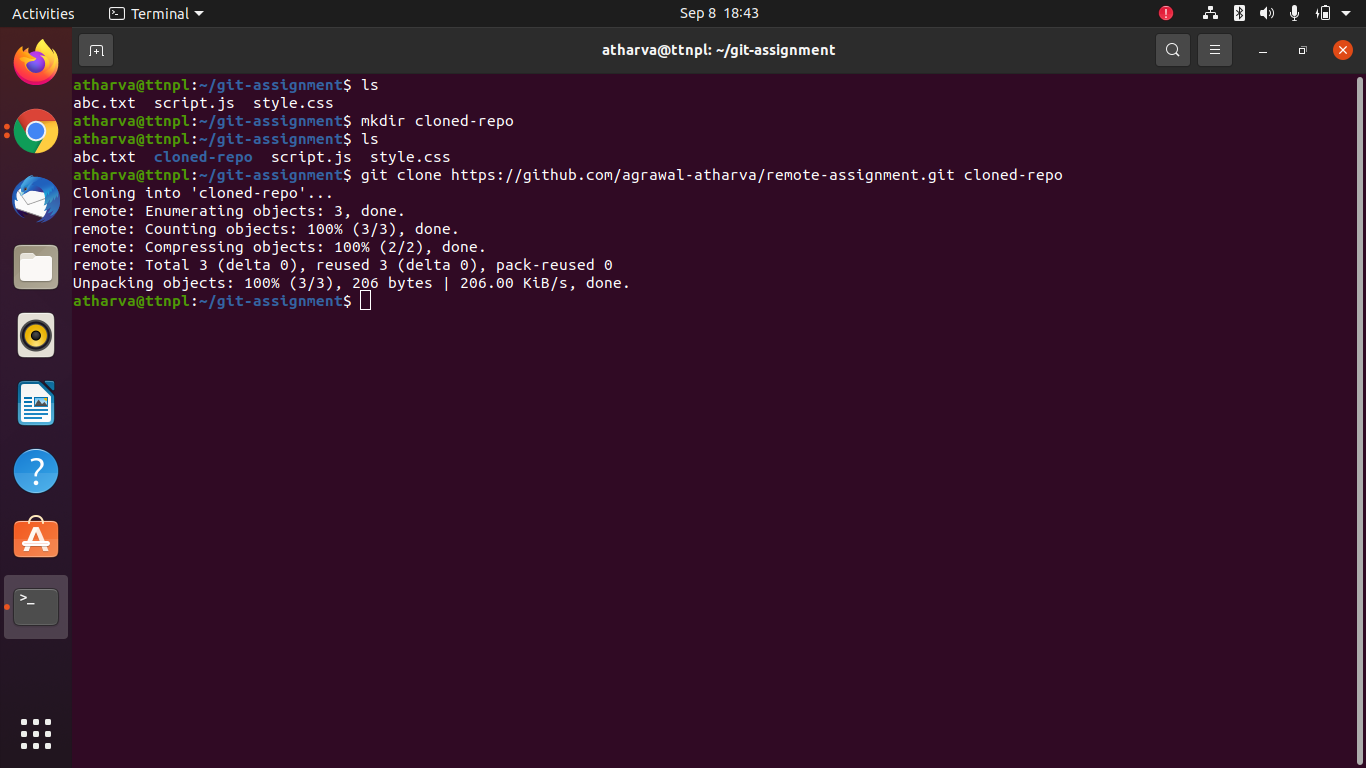 Activities
Terminal
Sep 8 18:43
atharva@ttnpl: ~/git-assignment
atharva@ttnpl:~/git-assignment$ ls
abc.txt  script.js  style.css
atharva@ttnpl:~/git-assignment$ mkdir cloned-repo
atharva@ttnpl:~/git-assignment$ ls
abc.txt  cloned-repo  script.js  style.css
atharva@ttnpl:~/git-assignment$ git clone https://github.com/agrawal-atharva/remote-assignment.git cloned-repo
Cloning into 'cloned-repo'...
remote: Enumerating objects: 3, done.
remote: Counting objects: 100% (3/3), done.
remote: Compressing objects: 100% (2/2), done.
remote: Total 3 (delta 0), reused 3 (delta 0), pack-reused 0
Unpacking objects: 100% (3/3), 206 bytes | 206.00 KiB/s, done.
atharva@ttnpl:~/git-assignment$